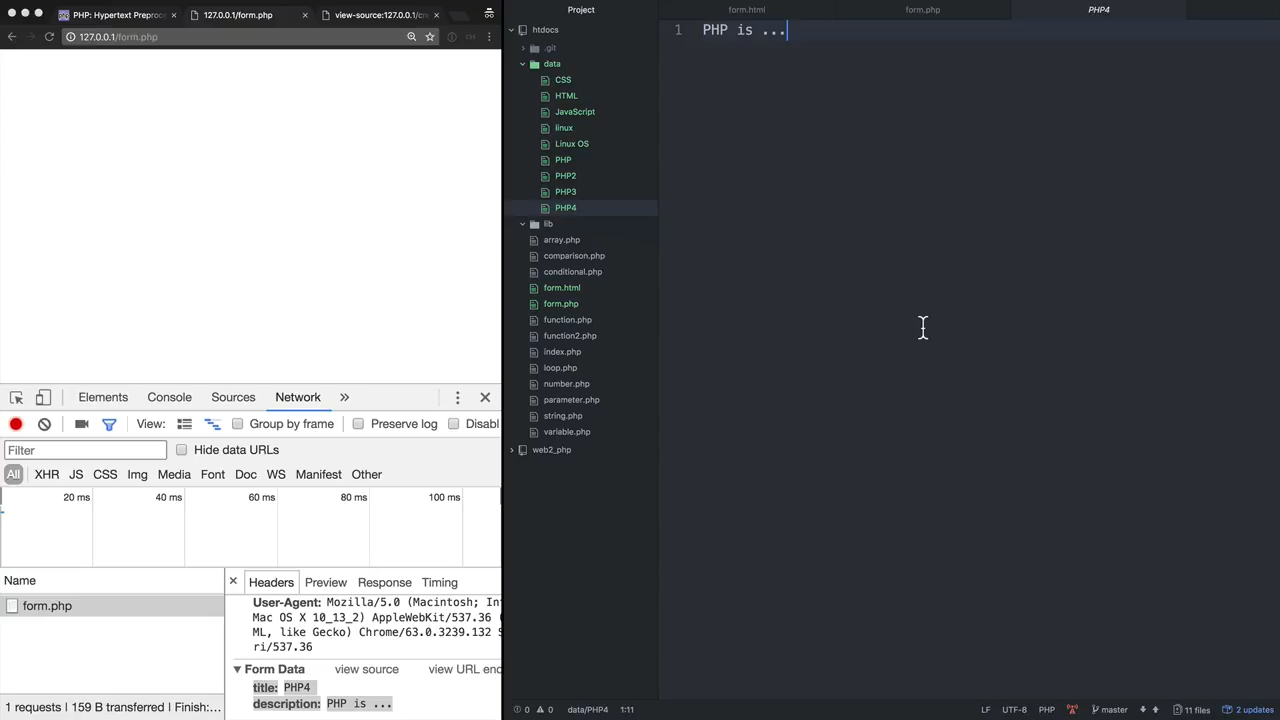 PHP: Hypertext Preproce
127.0.0.1/form.php
view-source:127.0.0.1/cre
127.0.0.1/form.php
Elements
Console
Sources
Network
View:
Group by frame
Preserve log
Disabl
Filter
Hide data URLs
All
XHR
JS
CSS
Img
Media
Font
Doc
WS
Manifest
Other
20 ms
40 ms
60 ms
80 ms
100 ms
Name
form.php
1 requests | 159 B transferred | Finish:...
Headers
Preview
Response
Timing
User-Agent: Mozilla/5.0 (Macintosh; In
Mac OS X 10_13_2) AppleWebKit/537.36 (
ML, like Gecko) Chrome/63.0.3239.132 S
ri/537.36
Form Data
view source
view URL enc
title: PHP4
description: PHP is ...
Project
htdocs
.git
data
CSS
HTML
JavaScript
linux
Linux OS
PHP
PHP2
PHP3
PHP4
lib
array.php
comparison.php
conditional.php
form.html
form.php
function.php
function2.php
index.php
loop.php
number.php
parameter.php
string.php
variable.php
web2_php
form.html
form.php
PHP4
1 PHP is ...
0
0
data/PHP4
1:11
LF
UTF-8
PHP
master
11 files
2 updates